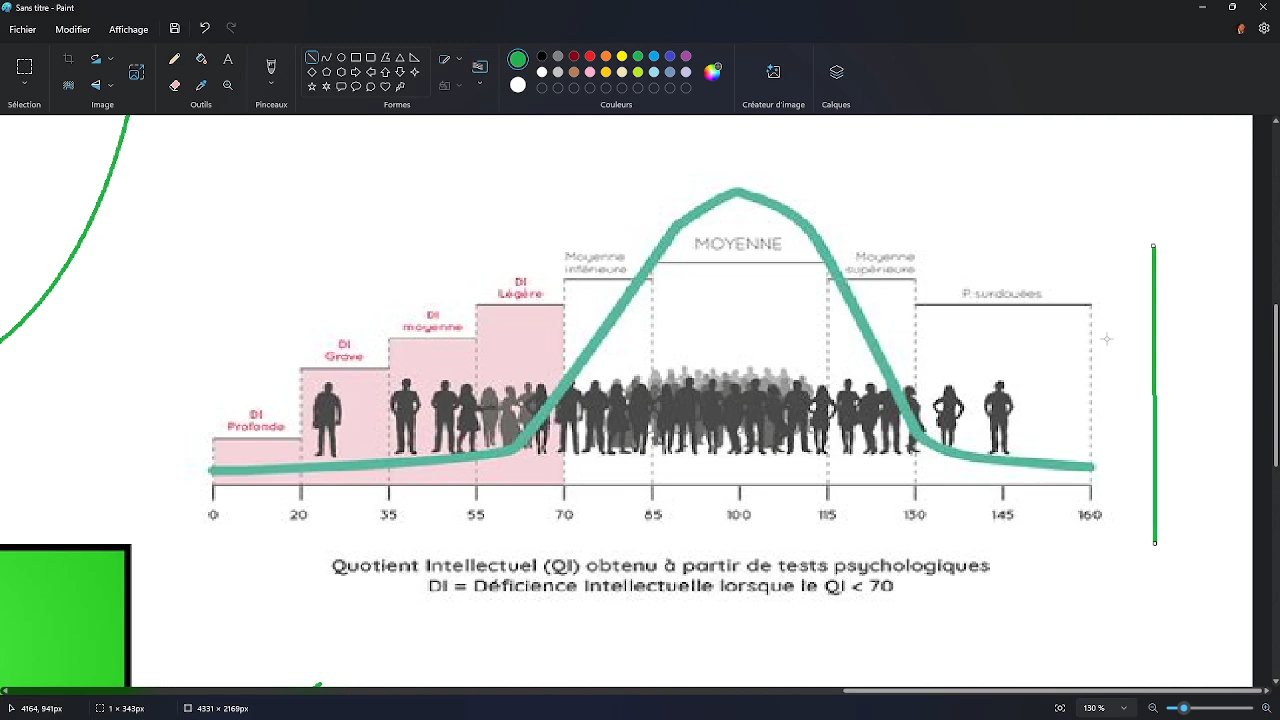 Sans titre - Paint
Fichier Modifier Affichage
Sélection Image Outils Pinceaux Formes Couleurs Créateur d'image Calques
MOYENNE
Moyenne
inférieure
Moyenne
supérieure
DI
Légère
P. surdouées
DI
moyenne
DI
Grave
DI
Profonde
0 20 35 55 70 85 100 115 130 145 160
Quotient Intellectuel (QI) obtenu à partir de tests psychologiques
DI = Déficience Intellectuelle lorsque le QI < 70
4164, 941px 1 × 343px 4331 × 2169px 130 %